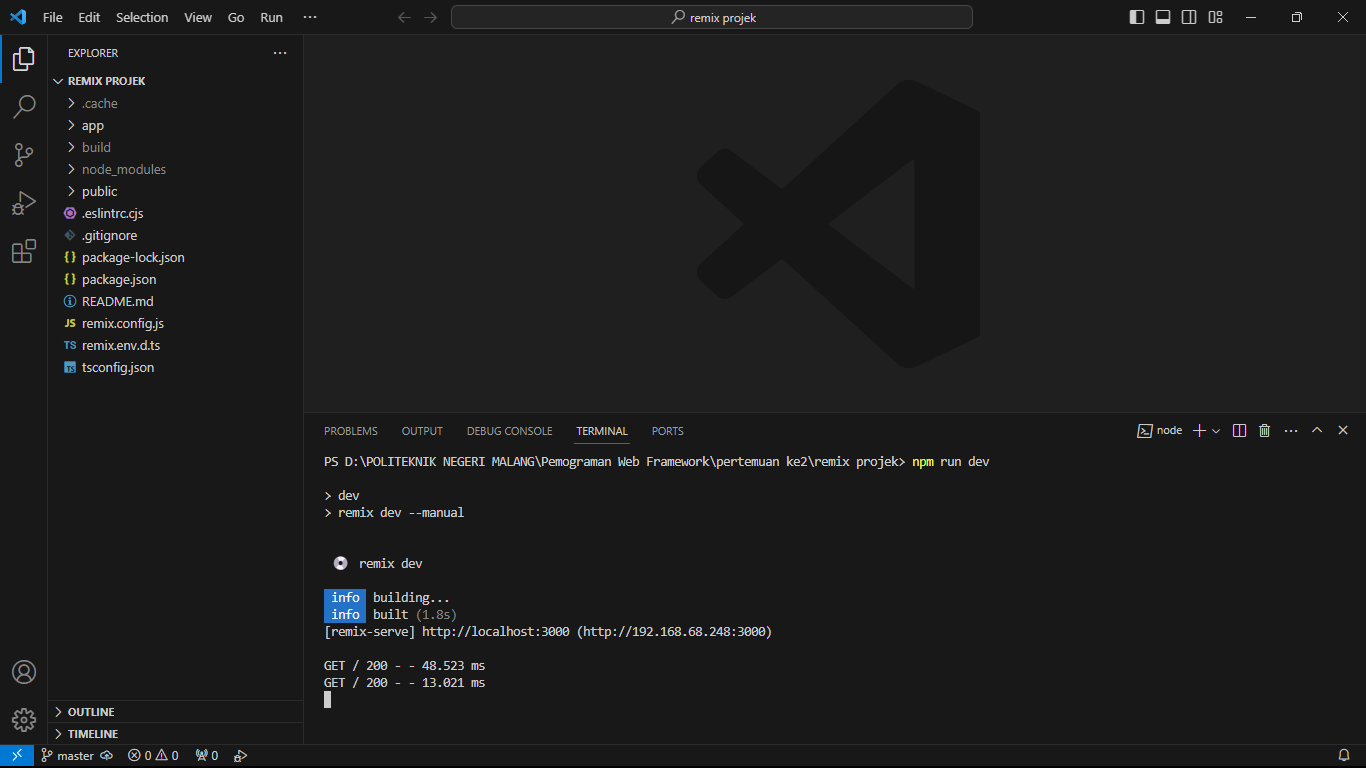 File Edit Selection View Go Run ···
remix projek
EXPLORER ···
REMIX PROJEK
.cache
app
build
node_modules
public
.eslintrc.cjs
.gitignore
{} package-lock.json
{} package.json
README.md
JS remix.config.js
TS remix.env.d.ts
TS tsconfig.json
OUTLINE
TIMELINE
PROBLEMS OUTPUT DEBUG CONSOLE TERMINAL PORTS
node
PS D:\POLITEKNIK NEGERI MALANG\Pemograman Web Framework\pertemuan ke2\remix projek> npm run dev
> dev
> remix dev --manual
remix dev
info building...
info built (1.8s)
[remix-serve] http://localhost:3000 (http://192.168.68.248:3000)
GET / 200 - - 48.523 ms
GET / 200 - - 13.021 ms
master 0 0 0